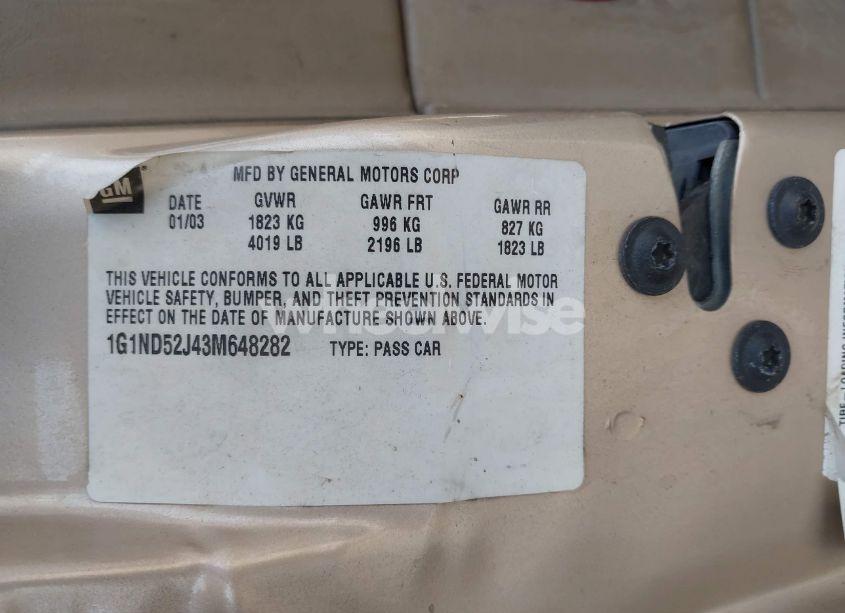 GM
MFD BY GENERAL MOTORS CORP
DATE GVWR GAWR FRT GAWR RR
01/03 1823 KG 996 KG 827 KG
4019 LB 2196 LB 1823 LB
THIS VEHICLE CONFORMS TO ALL APPLICABLE U.S. FEDERAL MOTOR
VEHICLE SAFETY, BUMPER, AND THEFT PREVENTION STANDARDS IN
EFFECT ON THE DATE OF MANUFACTURE SHOWN ABOVE.
1G1ND52J43M648282 TYPE: PASS CAR